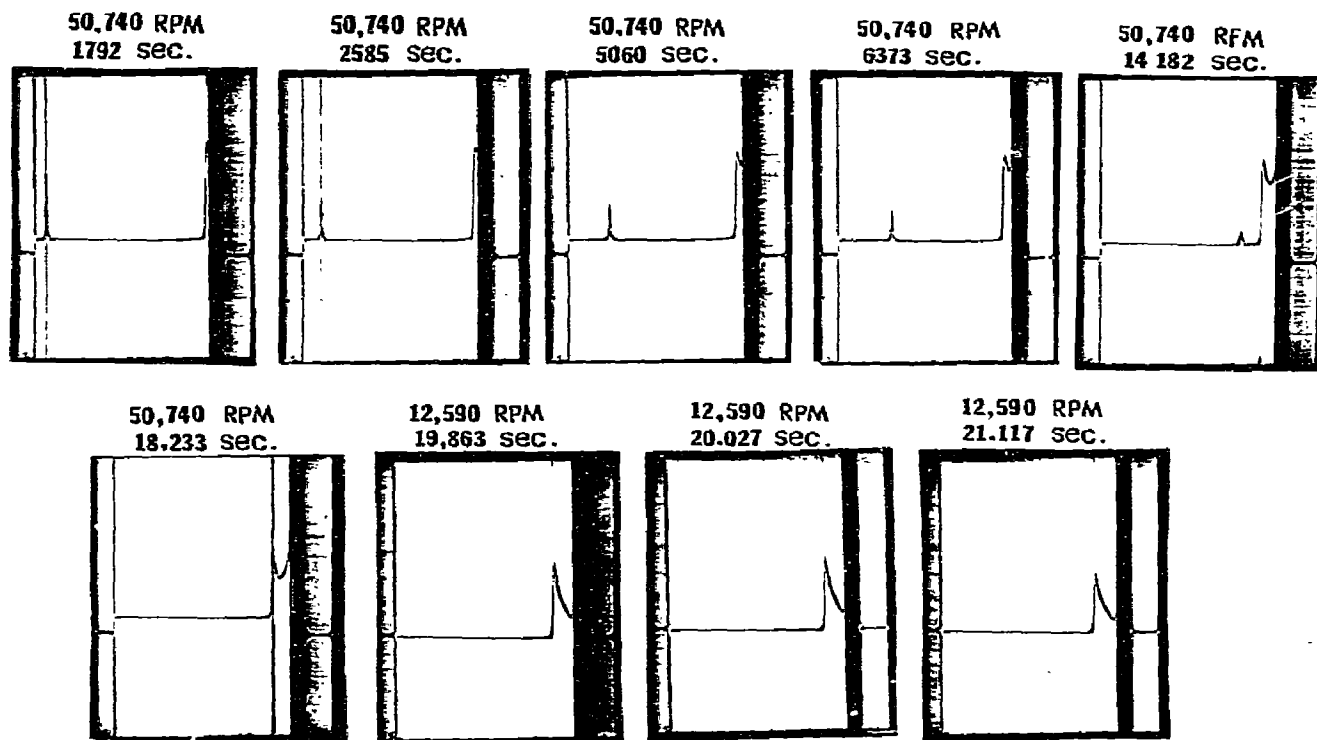 50,740 RPM
1792 sec.
50,740 RPM
2585 sec.
50,740 RPM
5060 sec.
50,740 RPM
6373 sec.
50,740 RFM
14 182 sec.
50,740 RPM
18.233 sec.
12,590 RPM
19,863 sec.
12,590 RPM
20.027 sec.
12,590 RPM
21.117 sec.